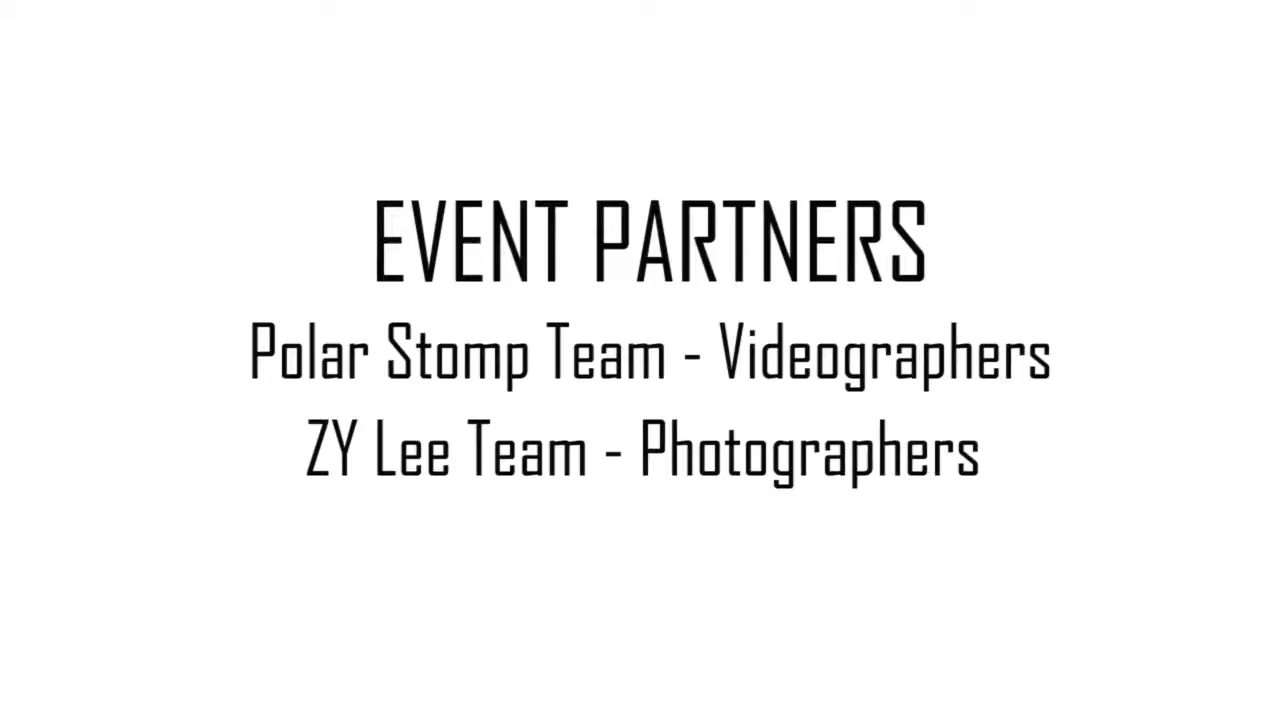 EVENT PARTNERS
Polar Stomp Team - Videographers
ZY Lee Team - Photographers